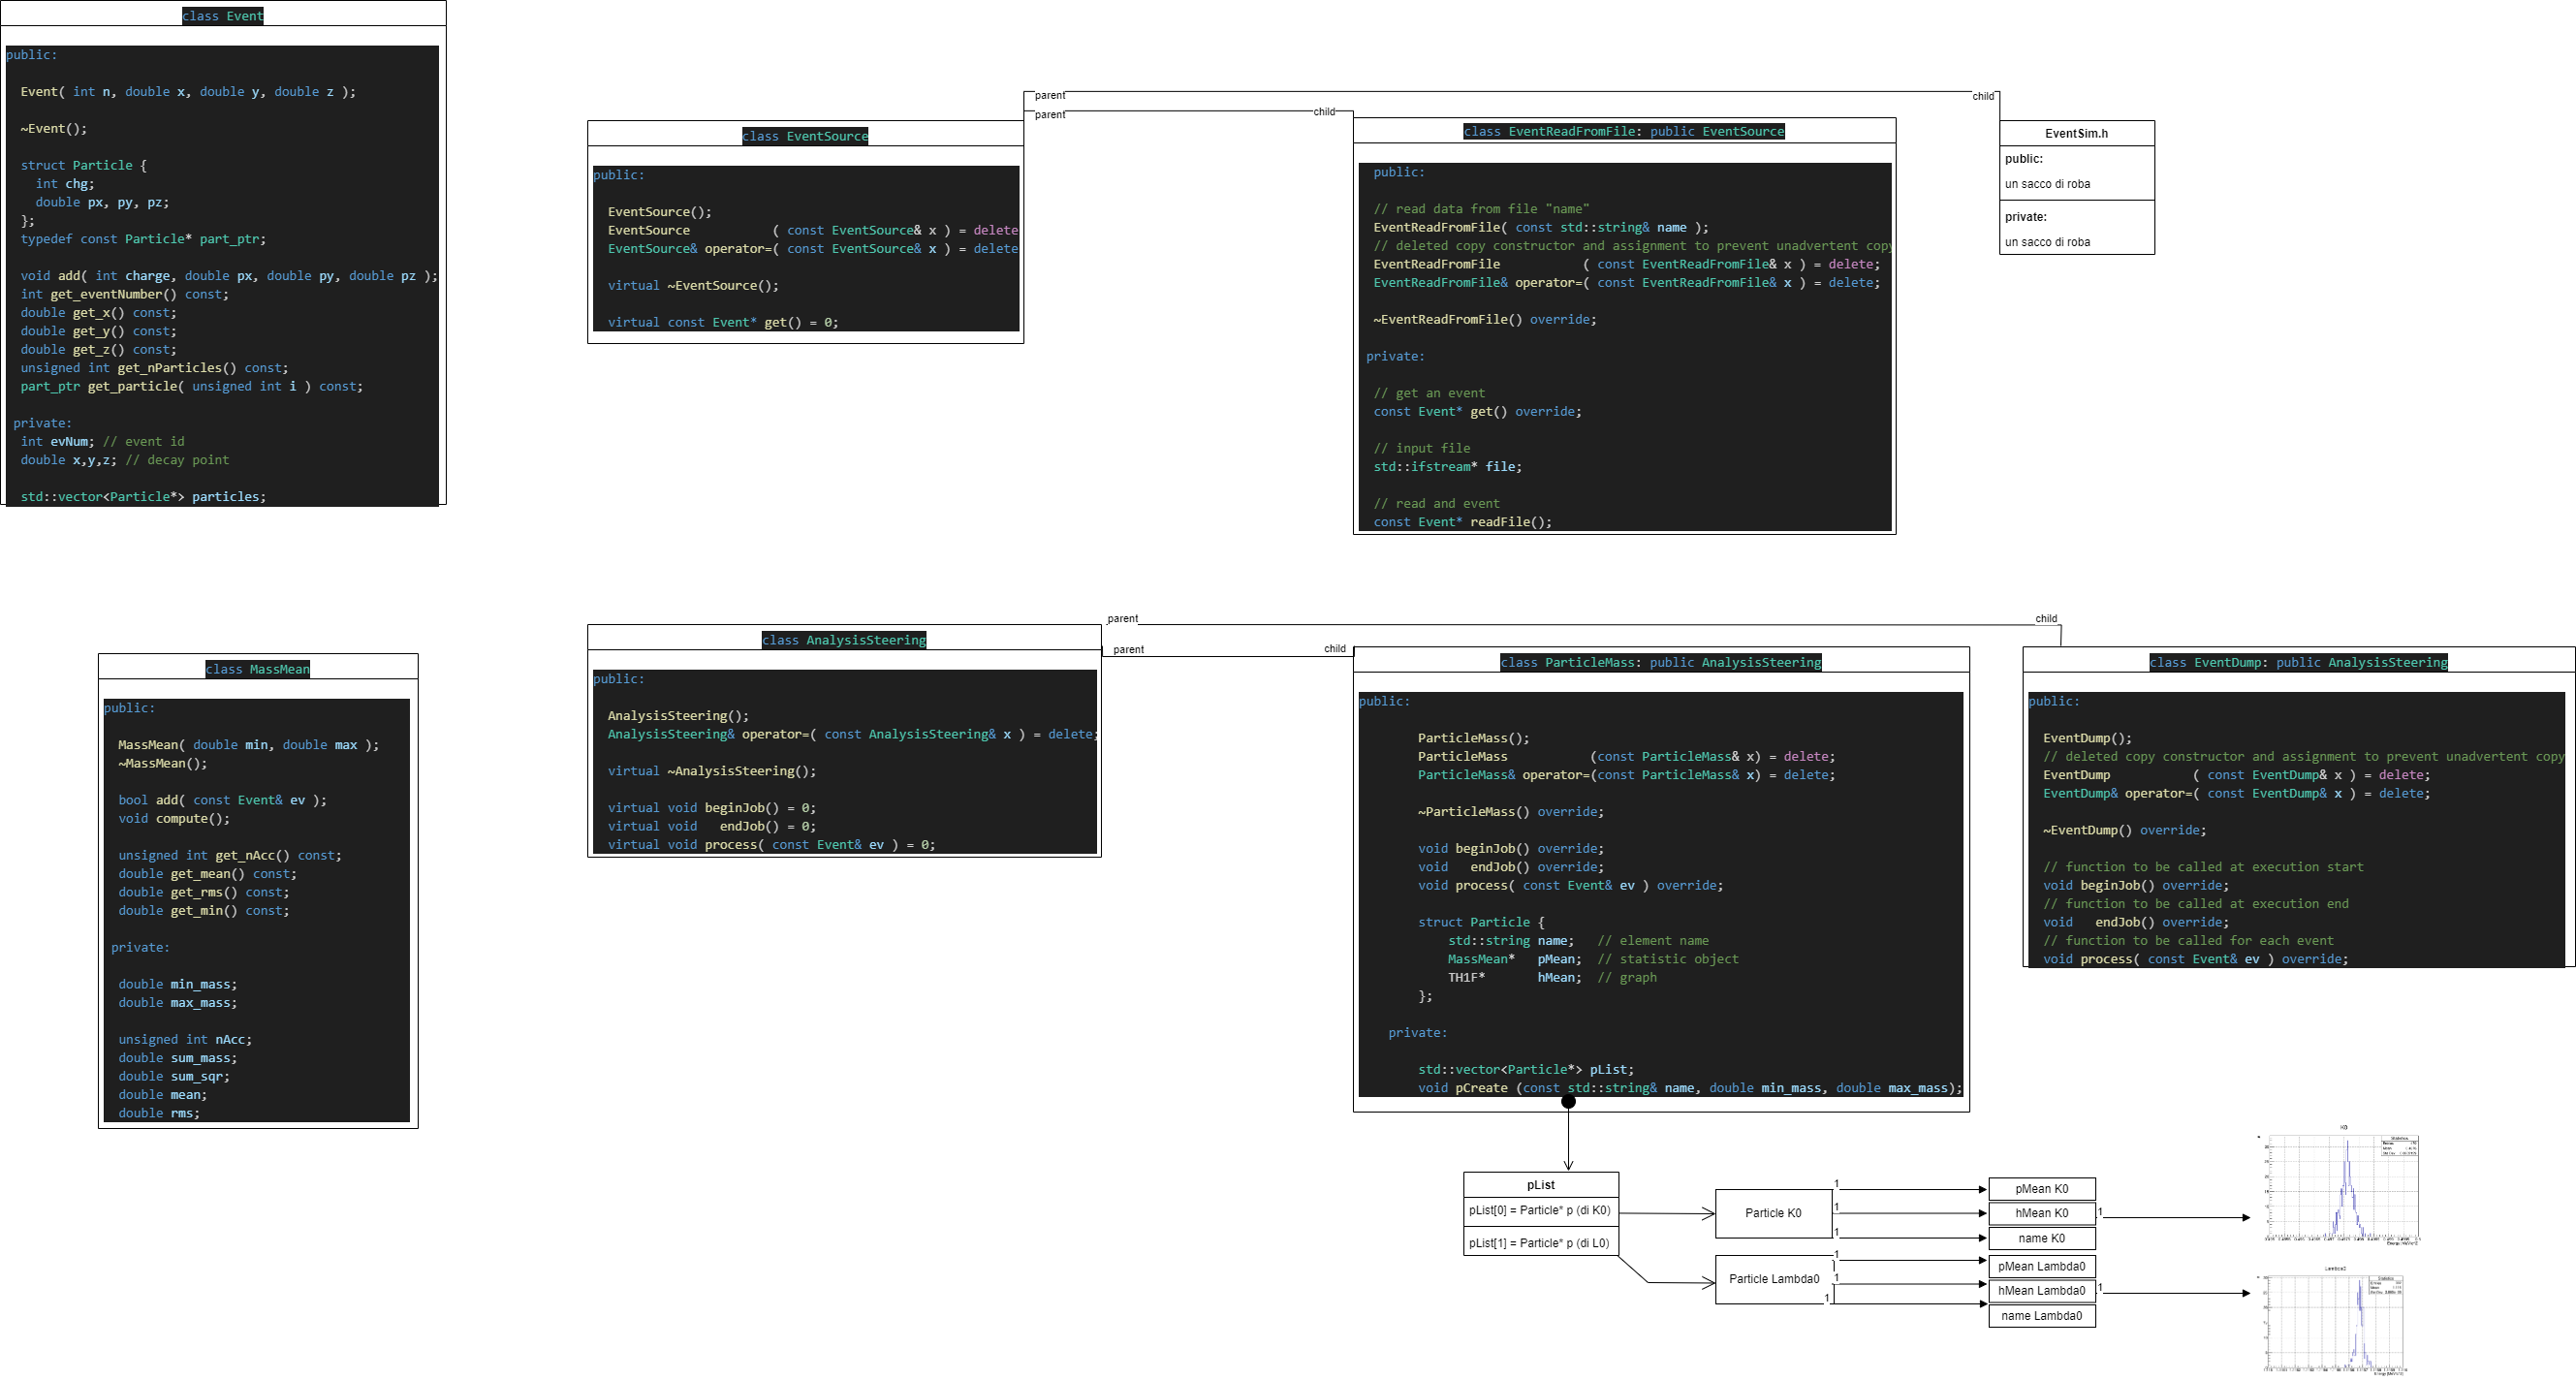 class Event
public:
Event( int n, double x, double y, double z );
~Event();
struct Particle {
int chg;
double px, py, pz;
};
typedef const Particle* part_ptr;
void add( int charge, double px, double py, double pz );
int get_eventNumber() const;
double get_x() const;
double get_y() const;
double get_z() const;
unsigned int get_nParticles() const;
part_ptr get_particle( unsigned int i ) const;
private:
int evNum; // event id
double x,y,z; // decay point
std::vector<Particle*> particles;
parent
child
parent
child
class EventSource
public:
EventSource();
EventSource ( const EventSource& x ) = delete
EventSource& operator=( const EventSource& x ) = delete
virtual ~EventSource();
virtual const Event* get() = 0;
class EventReadFromFile: public EventSource
public:
// read data from file "name"
EventReadFromFile( const std::string& name );
// deleted copy constructor and assignment to prevent unadvertent copy
EventReadFromFile ( const EventReadFromFile& x ) = delete;
EventReadFromFile& operator=( const EventReadFromFile& x ) = delete;
~EventReadFromFile() override;
private:
// get an event
const Event* get() override;
// input file
std::ifstream* file;
// read and event
const Event* readFile();
EventSim.h
public:
un sacco di roba
private:
un sacco di roba
class MassMean
public:
MassMean( double min, double max );
~MassMean();
bool add( const Event& ev );
void compute();
unsigned int get_nAcc() const;
double get_mean() const;
double get_rms() const;
double get_min() const;
private:
double min_mass;
double max_mass;
unsigned int nAcc;
double sum_mass;
double sum_sqr;
double mean;
double rms;
parent
child
parent
child
class AnalysisSteering
public:
AnalysisSteering();
AnalysisSteering& operator=( const AnalysisSteering& x ) = delete;
virtual ~AnalysisSteering();
virtual void beginJob() = 0;
virtual void endJob() = 0;
virtual void process( const Event& ev ) = 0;
class ParticleMass: public AnalysisSteering
public:
ParticleMass();
ParticleMass (const ParticleMass& x) = delete;
ParticleMass& operator=(const ParticleMass& x) = delete;
~ParticleMass() override;
void beginJob() override;
void endJob() override;
void process( const Event& ev ) override;
struct Particle {
std::string name; // element name
MassMean* pMean; // statistic object
TH1F* hMean; // graph
};
private:
std::vector<Particle*> pList;
void pCreate (const std::string& name, double min_mass, double max_mass);
class EventDump: public AnalysisSteering
public:
EventDump();
// deleted copy constructor and assignment to prevent unadvertent copy
EventDump ( const EventDump& x ) = delete;
EventDump& operator=( const EventDump& x ) = delete;
~EventDump() override;
// function to be called at execution start
void beginJob() override;
// function to be called at execution end
void endJob() override;
// function to be called for each event
void process( const Event& ev ) override;
pList
pList[0] = Particle* p (di K0)
pList[1] = Particle* p (di L0)
Particle K0
1
1
1
pMean K0
hMean K0
name K0
1
Particle Lambda0
1
1
1
pMean Lambda0
hMean Lambda0
name Lambda0
1
K0
Lambda0